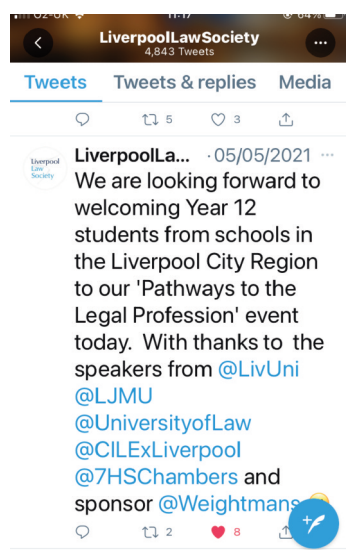 O2-UK
11:17
64%
LiverpoolLawSociety
4,843 Tweets
Tweets Tweets & replies Media
5 3
Liverpool
Law
Society
LiverpoolLa... ·05/05/2021 ...
We are looking forward to
welcoming Year 12
students from schools in
the Liverpool City Region
to our 'Pathways to the
Legal Profession' event
today. With thanks to the
speakers from @LivUni
@LJMU
@UniversityofLaw
@CILExLiverpool
@7HSChambers and
sponsor @Weightmans
2 8